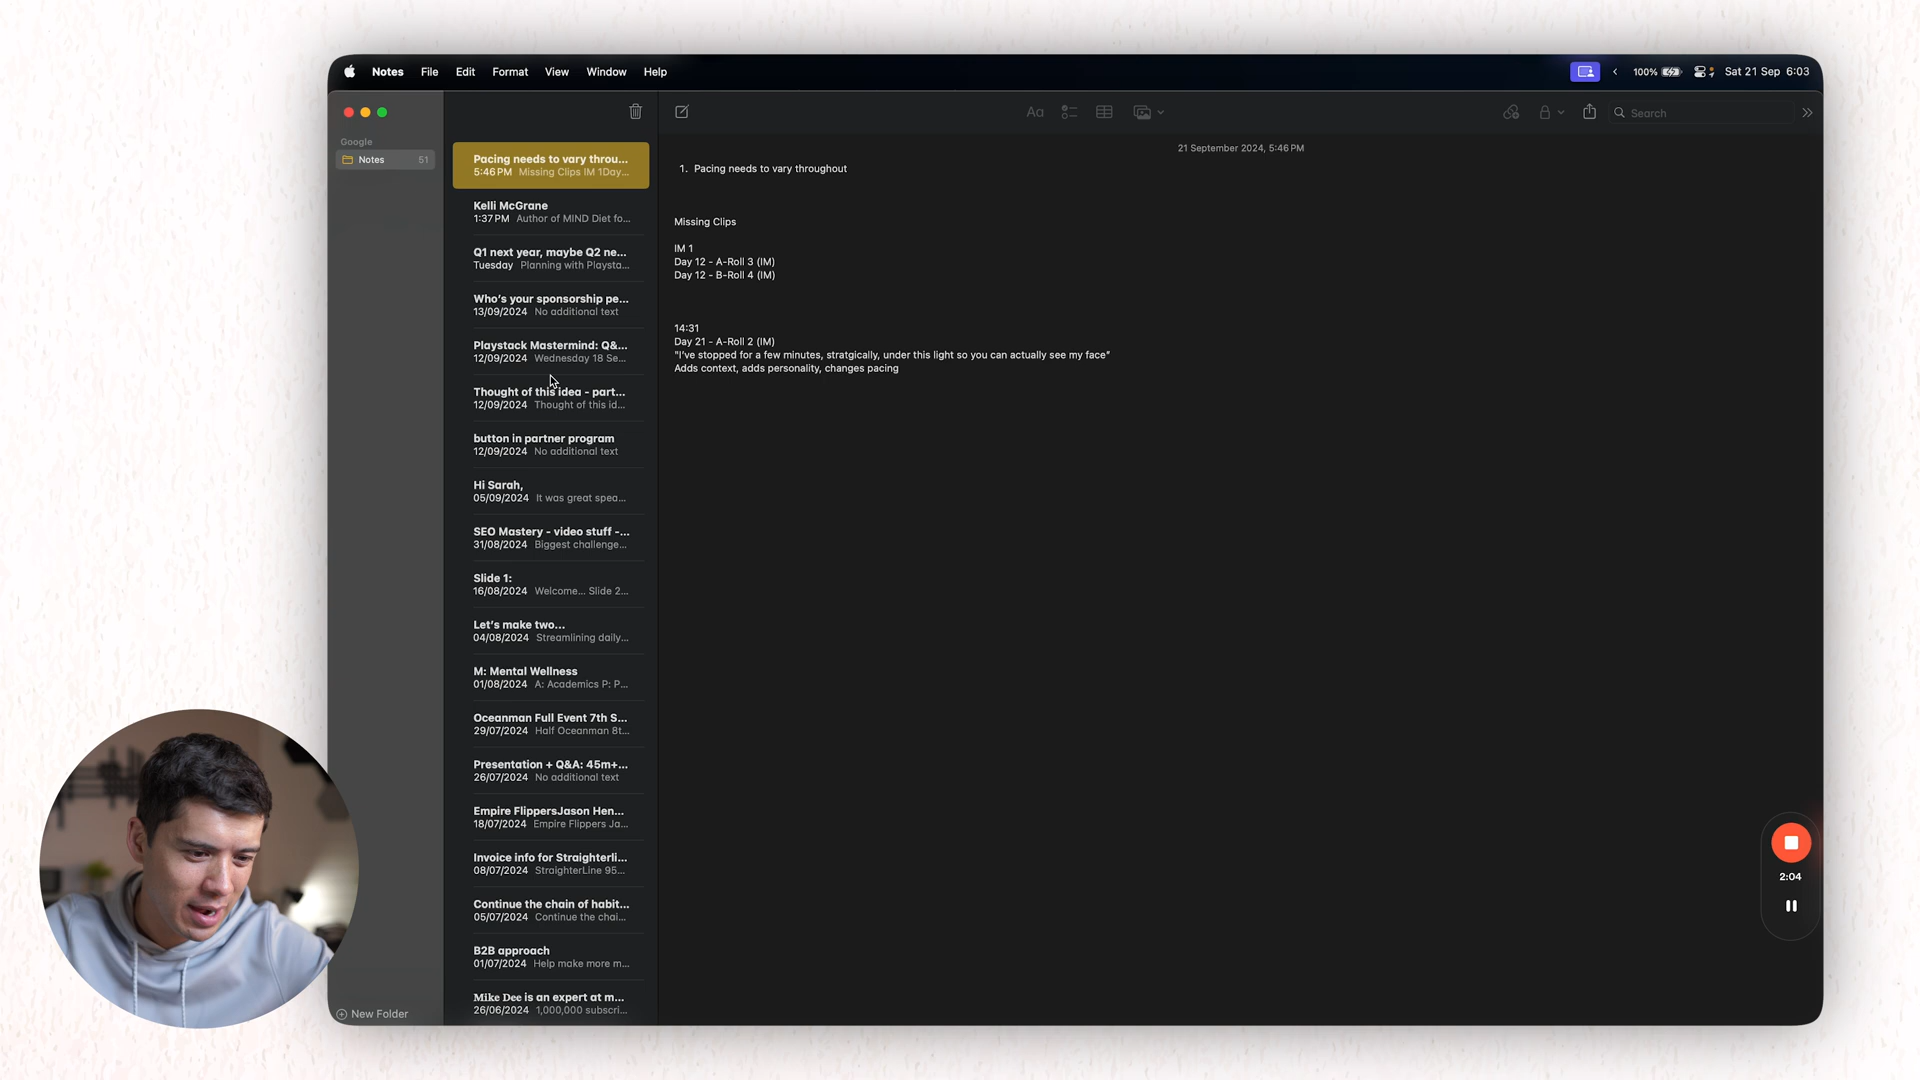 Notes File Edit Format View Window Help
100% Sat 21 Sep 6:03
Search
Google
Notes 51
Pacing needs to vary throu...
5:46 PM Missing Clips IM 1Day...
Kelli McGrane
1:37 PM Author of MIND Diet fo...
Q1 next year, maybe Q2 ne...
Tuesday Planning with Playsta...
Who's your sponsorship pe...
13/09/2024 No additional text
Playstack Mastermind: Q&...
12/09/2024 Wednesday 18 Se...
Thought of this idea - part...
12/09/2024 Thought of this id...
button in partner program
12/09/2024 No additional text
Hi Sarah,
05/09/2024 It was great spea...
SEO Mastery - video stuff -...
31/08/2024 Biggest challenge...
Slide 1:
16/08/2024 Welcome... Slide 2...
Let's make two...
04/08/2024 Streamlining daily...
M: Mental Wellness
01/08/2024 A: Academics P: P...
Oceanman Full Event 7th S...
29/07/2024 Half Oceanman 8t...
Presentation + Q&A: 45m+...
26/07/2024 No additional text
Empire FlippersJason Hen...
18/07/2024 Empire Flippers Ja...
Invoice info for Straighterli...
08/07/2024 StraighterLine 95...
Continue the chain of habit...
05/07/2024 Continue the chai...
B2B approach
01/07/2024 Help make more m...
Mike Dee is an expert at m...
26/06/2024 1,000,000 subscri...
New Folder
21 September 2024, 5:46 PM
1. Pacing needs to vary throughout
Missing Clips
IM 1
Day 12 - A-Roll 3 (IM)
Day 12 - B-Roll 4 (IM)
14:31
Day 21 - A-Roll 2 (IM)
"I've stopped for a few minutes, stratgically, under this light so you can actually see my face"
Adds context, adds personality, changes pacing
2:04